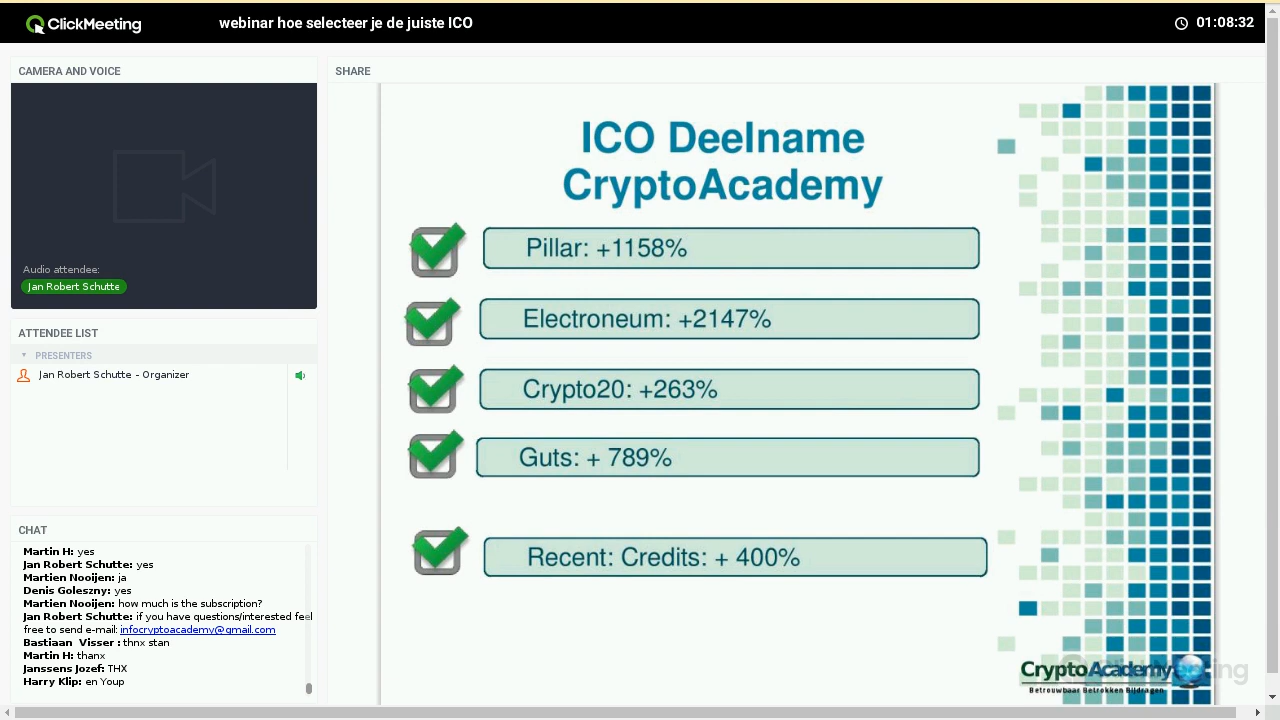 ClickMeeting
webinar hoe selecteer je de juiste ICO
01:08:32
CAMERA AND VOICE
Audio attendee:
Jan Robert Schutte
ATTENDEE LIST
PRESENTERS
Jan Robert Schutte - Organizer
CHAT
Martin H: yes
Jan Robert Schutte: yes
Martien Nooijen: ja
Denis Goleszny: yes
Martien Nooijen: how much is the subscription?
Jan Robert Schutte: if you have questions/interested feel
free to send e-mail: infocryptoacademy@gmail.com
Bastiaan Visser : thnx stan
Martin H: thanx
Janssens Jozef: THX
Harry Klip: en Youp
SHARE
ICO Deelname
CryptoAcademy
Pillar: +1158%
Electroneum: +2147%
Crypto20: +263%
Guts: + 789%
Recent: Credits: + 400%
CryptoAcademy
Betrouwbaar Betrokken Bijdragen
ClickMeeting